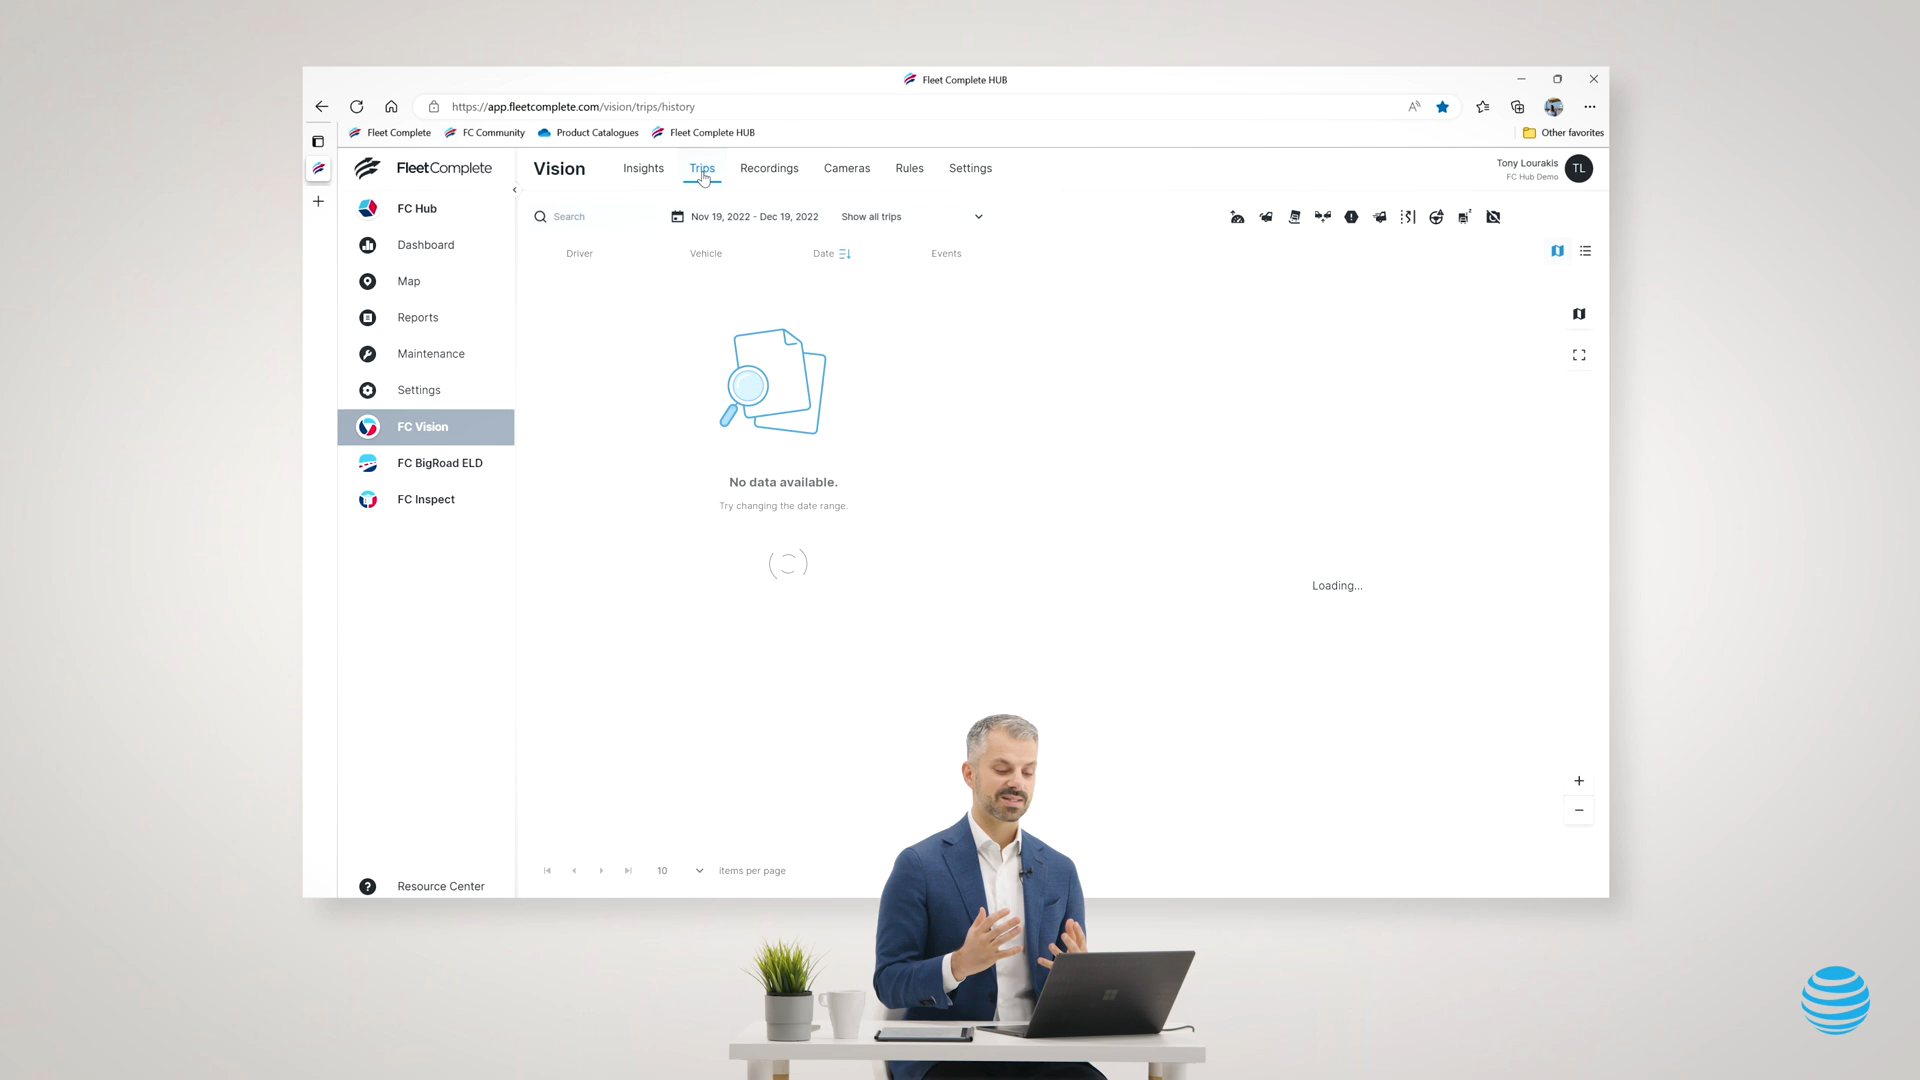 Fleet Complete HUB
https://app.fleetcomplete.com/vision/trips/history
Fleet Complete
FC Community
Product Catalogues
Fleet Complete HUB
Other favorites
FleetComplete
Vision
Insights
Trips
Recordings
Cameras
Rules
Settings
Tony Lourakis
FC Hub Demo
TL
FC Hub
Dashboard
Map
Reports
Maintenance
Settings
FC Vision
FC BigRoad ELD
FC Inspect
Resource Center
Search
Nov 19, 2022 - Dec 19, 2022
Show all trips
Driver
Vehicle
Date
Events
No data available.
Try changing the date range.
Loading...
10
items per page